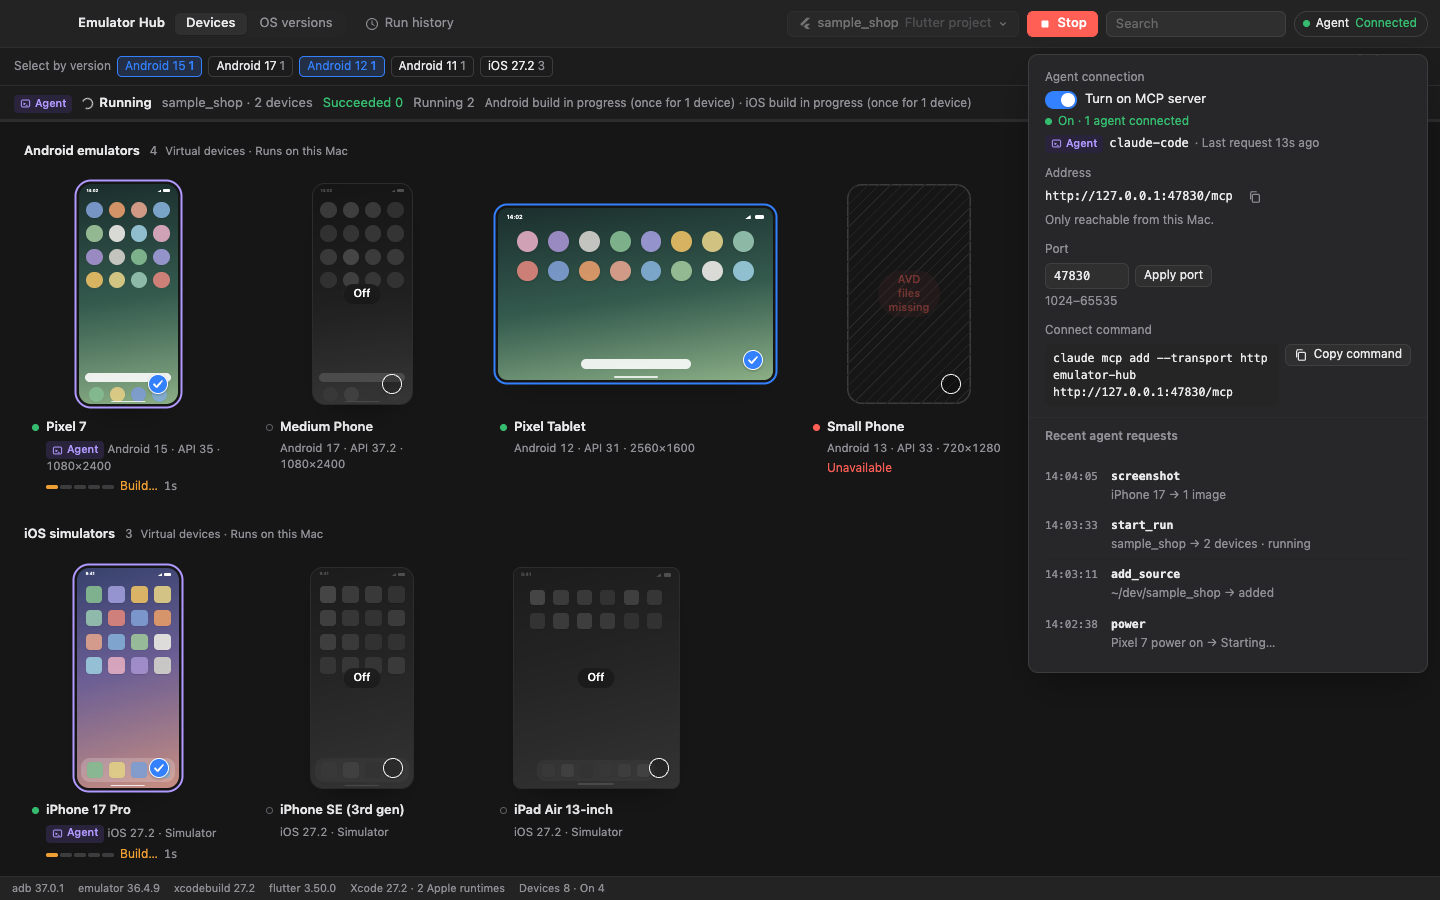 Emulator Hub Devices OS versions Run history sample_shop Flutter project Stop Search Agent Connected
Select by version Android 15 1 Android 17 1 Android 12 1 Android 11 1 iOS 27.2 3
Agent Running sample_shop · 2 devices Succeeded 0 Running 2 Android build in progress (once for 1 device) · iOS build in progress (once for 1 device)
Android emulators 4 Virtual devices · Runs on this Mac
14:02
14:02
14:02
Off
AVD
files
missing
Pixel 7
Agent Android 15 · API 35 ·
1080×2400
Build... 1s
Medium Phone
Android 17 · API 37.2 ·
1080×2400
Pixel Tablet
Android 12 · API 31 · 2560×1600
Small Phone
Android 13 · API 33 · 720×1280
Unavailable
iOS simulators 3 Virtual devices · Runs on this Mac
9:41
9:41
9:41
Off
Off
iPhone 17 Pro
Agent iOS 27.2 · Simulator
Build... 1s
iPhone SE (3rd gen)
iOS 27.2 · Simulator
iPad Air 13-inch
iOS 27.2 · Simulator
Agent connection
Turn on MCP server
On · 1 agent connected
Agent claude-code · Last request 13s ago
Address
http://127.0.0.1:47830/mcp
Only reachable from this Mac.
Port
47830 Apply port
1024–65535
Connect command
claude mcp add --transport http
emulator-hub
http://127.0.0.1:47830/mcp
Copy command
Recent agent requests
14:04:05 screenshot
iPhone 17 → 1 image
14:03:33 start_run
sample_shop → 2 devices · running
14:03:11 add_source
~/dev/sample_shop → added
14:02:38 power
Pixel 7 power on → Starting...
adb 37.0.1 emulator 36.4.9 xcodebuild 27.2 flutter 3.50.0 Xcode 27.2 · 2 Apple runtimes Devices 8 · On 4